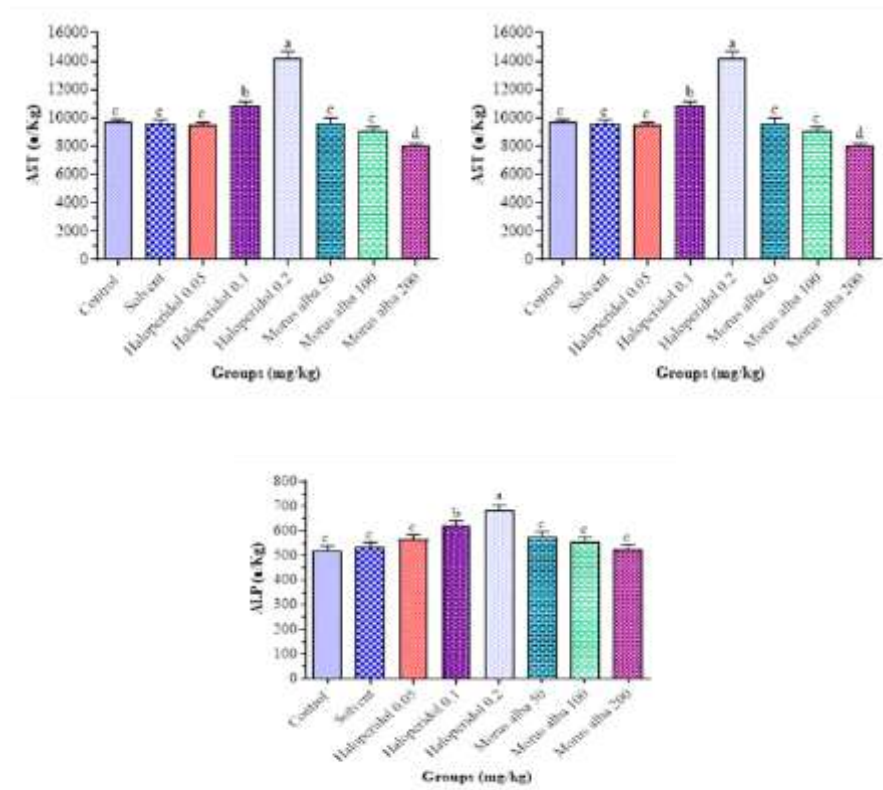 16000
14000
12000
10000
8000
6000
4000
2000
0
AST (u/Kg)
c
c
c
b
a
c
c
d
Control
Solvent
Haloperidol 0.05
Haloperidol 0.1
Haloperidol 0.2
Morus alba 50
Morus alba 100
Morus alba 200
Groups (mg/kg)
16000
14000
12000
10000
8000
6000
4000
2000
0
AST (u/Kg)
c
c
c
b
a
c
c
d
Control
Solvent
Haloperidol 0.05
Haloperidol 0.1
Haloperidol 0.2
Morus alba 50
Morus alba 100
Morus alba 200
Groups (mg/kg)
800
700
600
500
400
300
200
100
0
ALP (u/Kg)
c
c
c
b
a
c
c
c
Control
Solvent
Haloperidol 0.05
Haloperidol 0.1
Haloperidol 0.2
Morus alba 50
Morus alba 100
Morus alba 200
Groups (mg/kg)